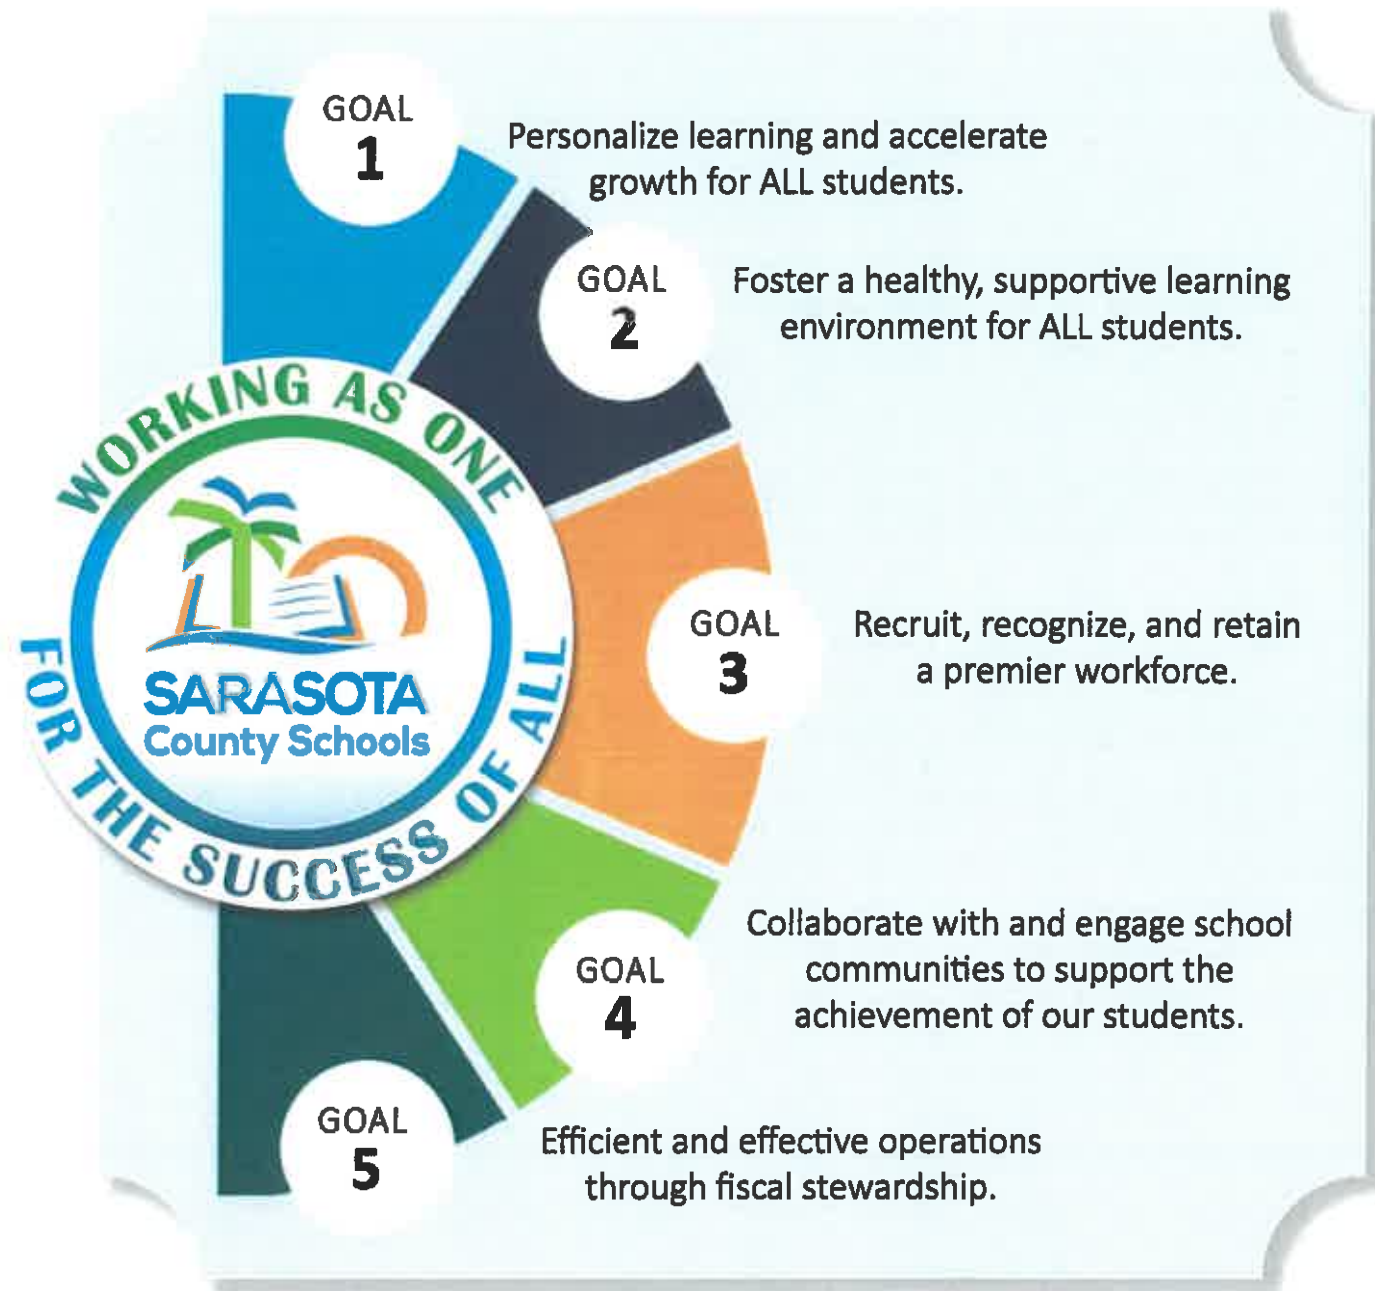 GOAL
1
Personalize learning and accelerate
growth for ALL students.
GOAL
2
Foster a healthy, supportive learning
environment for ALL students.
WORKING AS ONE
FOR THE SUCCESS OF ALL
SARASOTA
County Schools
GOAL
3
Recruit, recognize, and retain
a premier workforce.
GOAL
4
Collaborate with and engage school
communities to support the
achievement of our students.
GOAL
5
Efficient and effective operations
through fiscal stewardship.